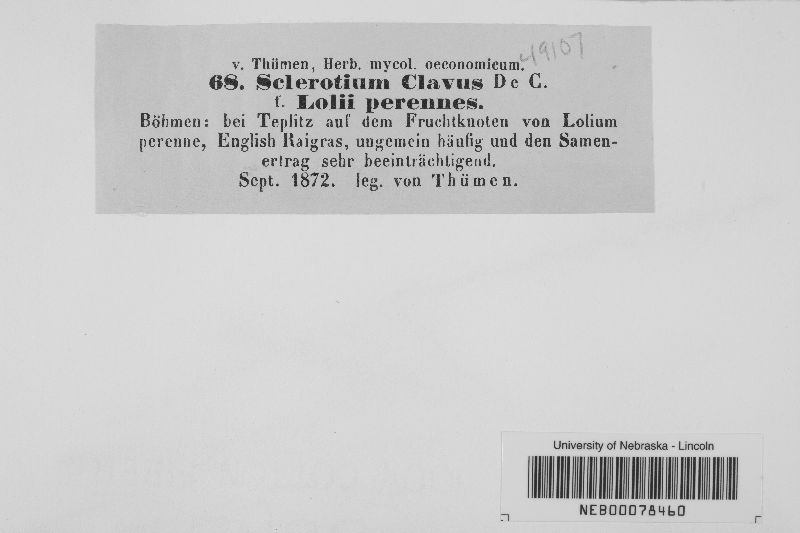 v. Thümen, Herb. mycol. oeconomicum. 49107
68. Sclerotium Clavus De C.
f. Lolii perennes.
Böhmen: bei Teplitz auf dem Fruchtknoten von Lolium
perenne, English Raigras, ungemein häufig und den Samen-
ertrag sehr beeinträchtigend.
Sept. 1872. leg. von Thümen.
University of Nebraska - Lincoln
NEB00078460